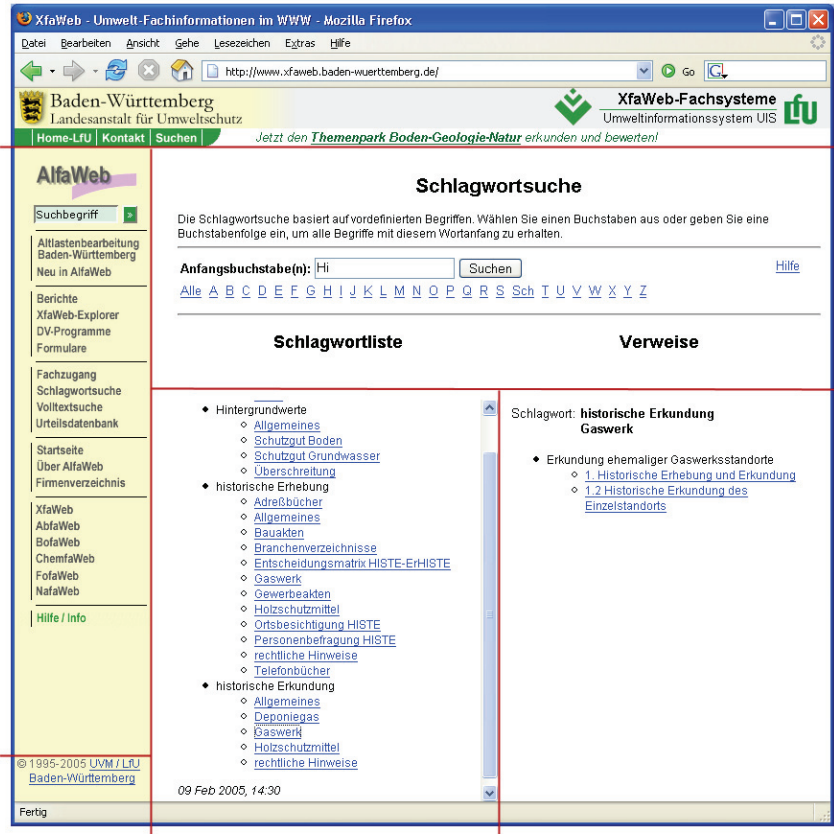 XfaWeb - Umwelt-Fachinformationen im WWW - Mozilla Firefox
Datei Bearbeiten Ansicht Gehe Lesezeichen Extras Hilfe
http://www.xfaweb.baden-wuerttemberg.de/ Go G
Baden-Württemberg
Landesanstalt für Umweltschutz
XfaWeb-Fachsysteme
Umweltinformationssystem UIS
LfU
Home-LfU Kontakt Suchen Jetzt den Themenpark Boden-Geologie-Natur erkunden und bewerten!
AlfaWeb
Suchbegriff
Altlastenbearbeitung
Baden-Württemberg
Neu in AlfaWeb
Berichte
XfaWeb-Explorer
DV-Programme
Formulare
Fachzugang
Schlagwortsuche
Volltextsuche
Urteilsdatenbank
Startseite
Über AlfaWeb
Firmenverzeichnis
XfaWeb
AbfaWeb
BofaWeb
ChemfaWeb
FofaWeb
NafaWeb
Hilfe / Info
© 1995-2005 UVM / LfU
Baden-Württemberg
Schlagwortsuche
Die Schlagwortsuche basiert auf vordefinierten Begriffen. Wählen Sie einen Buchstaben aus oder geben Sie eine
Buchstabenfolge ein, um alle Begriffe mit diesem Wortanfang zu erhalten.
Anfangsbuchstabe(n): Hi Suchen Hilfe
Alle A B C D E F G H I J K L M N O P Q R S Sch T U V W X Y Z
Schlagwortliste
Hintergrundwerte
Allgemeines
Schutzgut Boden
Schutzgut Grundwasser
Überschreitung
historische Erhebung
Adreßbücher
Allgemeines
Bauakten
Branchenverzeichnisse
Entscheidungsmatrix HISTE-ErHISTE
Gaswerk
Gewerbeakten
Holzschutzmittel
Ortsbesichtigung HISTE
Personenbefragung HISTE
rechtliche Hinweise
Telefonbücher
historische Erkundung
Allgemeines
Deponiegas
Gaswerk
Holzschutzmittel
rechtliche Hinweise
09 Feb 2005, 14:30
Verweise
Schlagwort: historische Erkundung
Gaswerk
Erkundung ehemaliger Gaswerksstandorte
1. Historische Erhebung und Erkundung
1.2 Historische Erkundung des
Einzelstandorts
Fertig